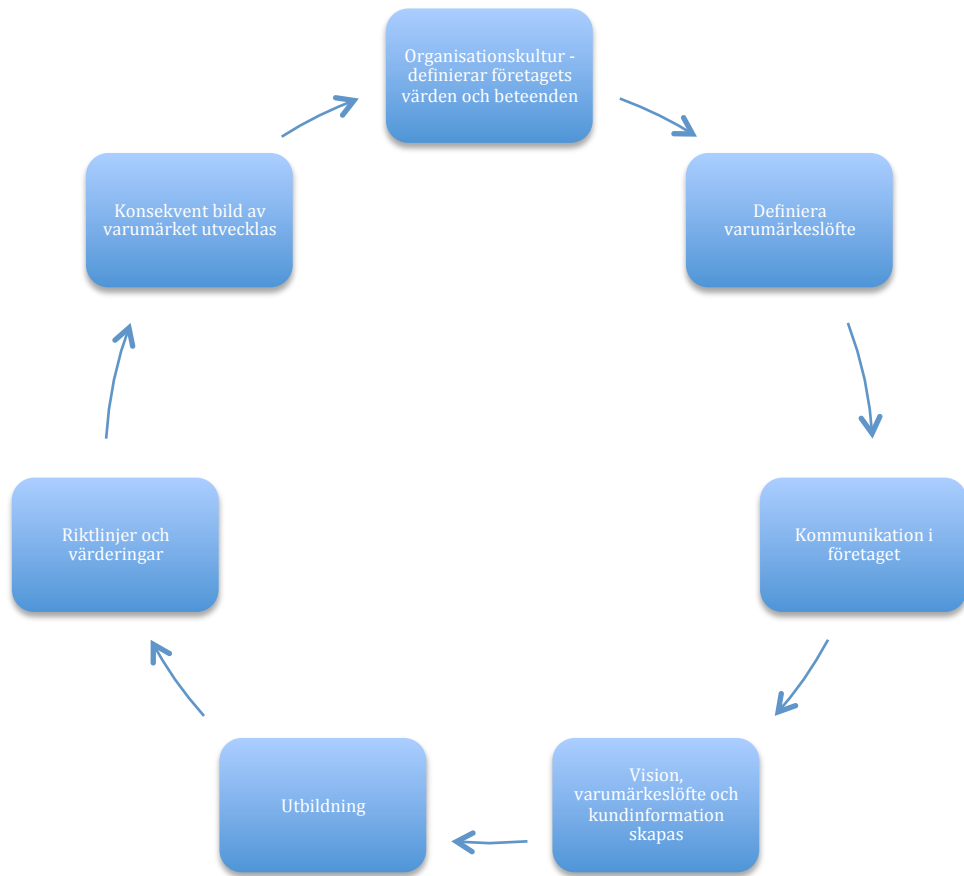 Organisationskultur -
definierar företagets
värden och beteenden
Definiera
varumärkeslöfte
Kommunikation i
företaget
Vision,
varumärkeslöfte och
kundinformation
skapas
Utbildning
Riktlinjer och
värderingar
Konsekvent bild av
varumärket utvecklas